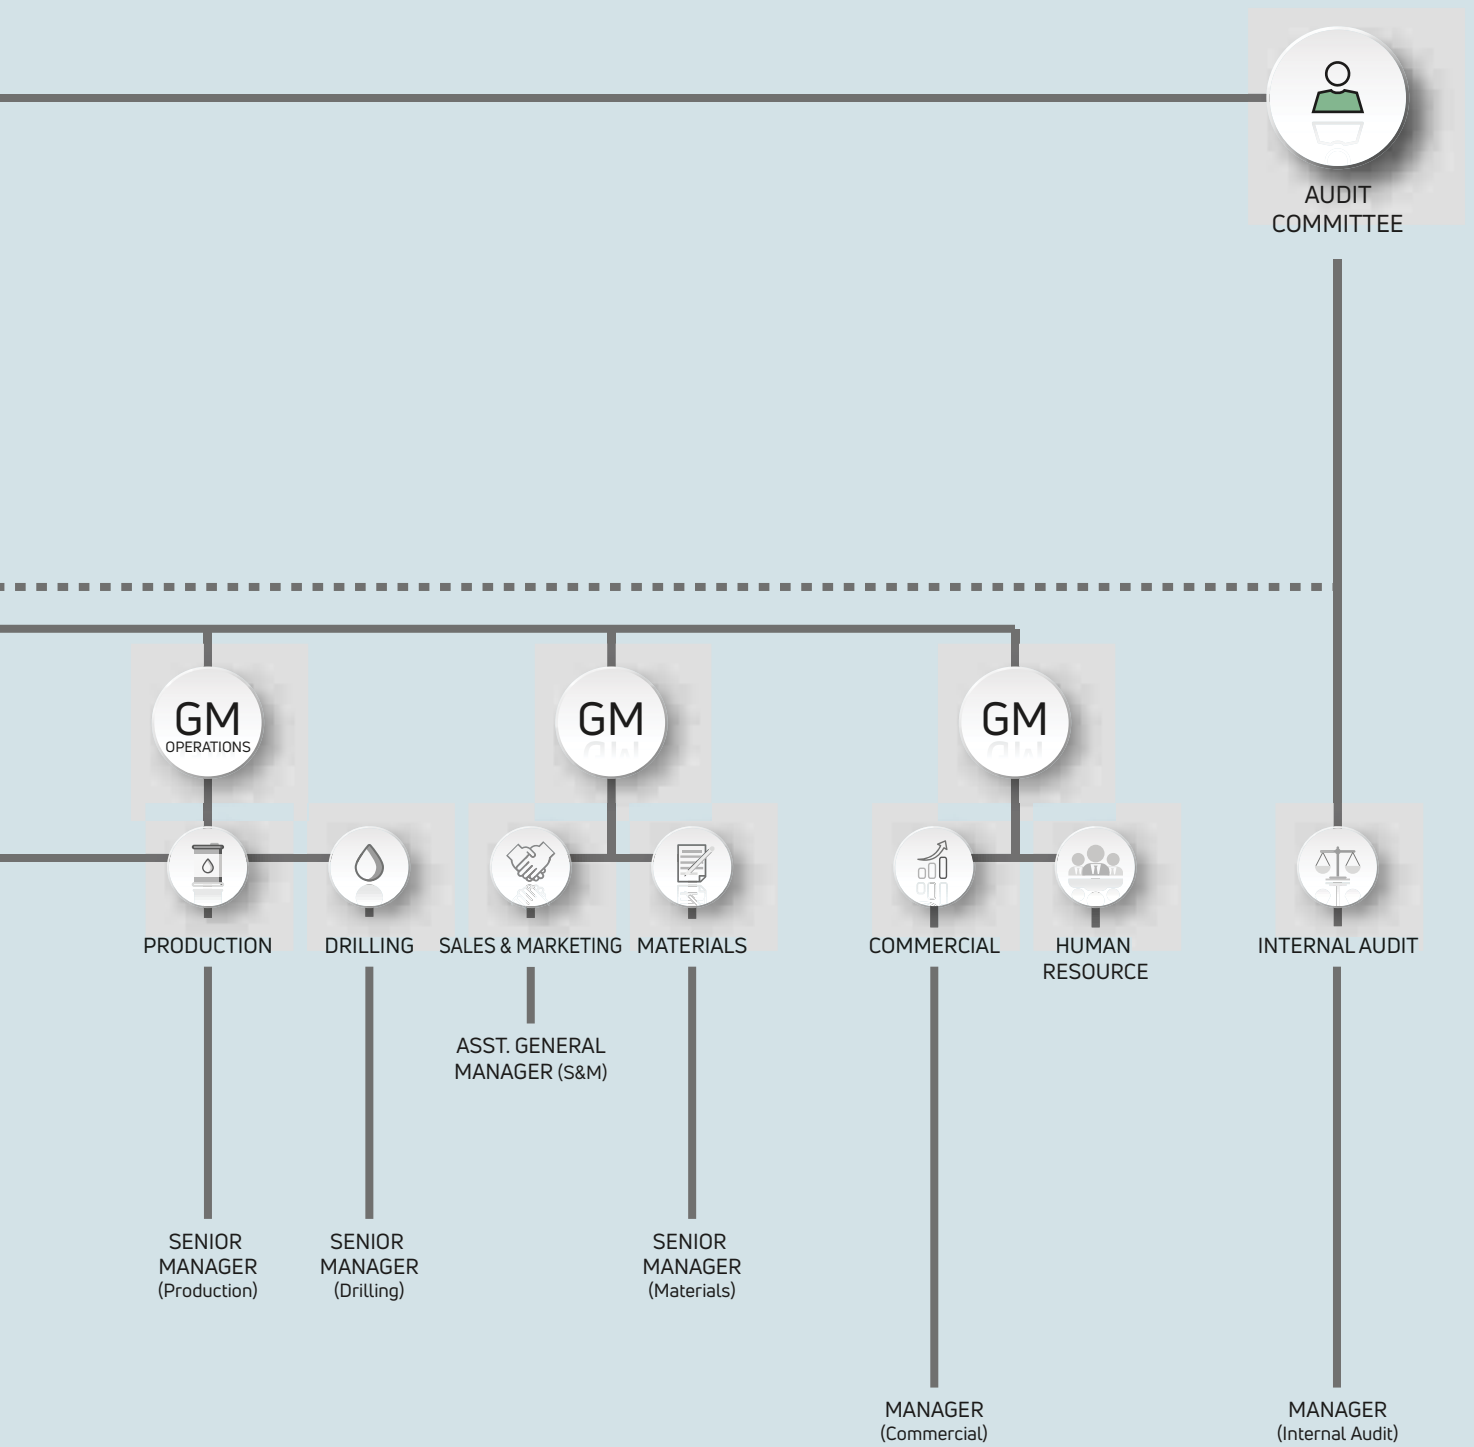 AUDIT
COMMITTEE
GM
OPERATIONS
GM
GM
PRODUCTION
DRILLING
SALES & MARKETING
MATERIALS
COMMERCIAL
HUMAN
RESOURCE
INTERNAL AUDIT
ASST. GENERAL
MANAGER (S&M)
SENIOR
MANAGER
(Production)
SENIOR
MANAGER
(Drilling)
SENIOR
MANAGER
(Materials)
MANAGER
(Commercial)
MANAGER
(Internal Audit)